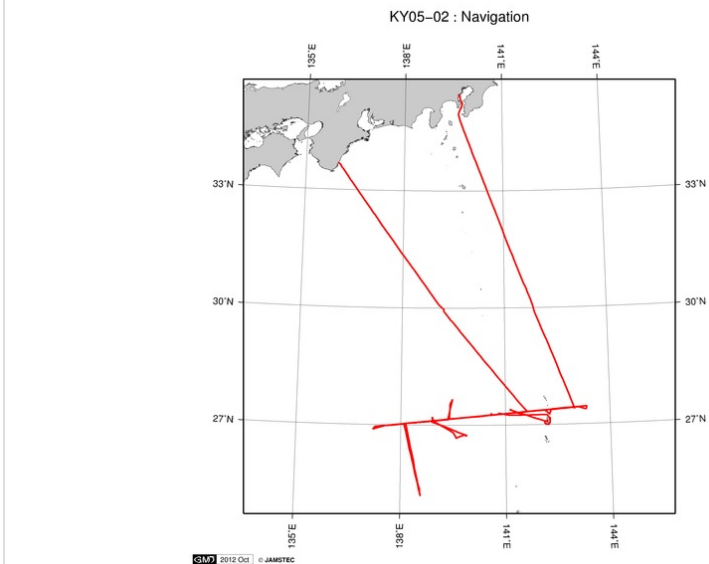 KY05−02 : Navigation
135˚E 138˚E 141˚E 144˚E
33˚N 33˚N
30˚N 30˚N
27˚N 27˚N
135˚E 138˚E 141˚E 144˚E
GMD 2012 Oct © JAMSTEC